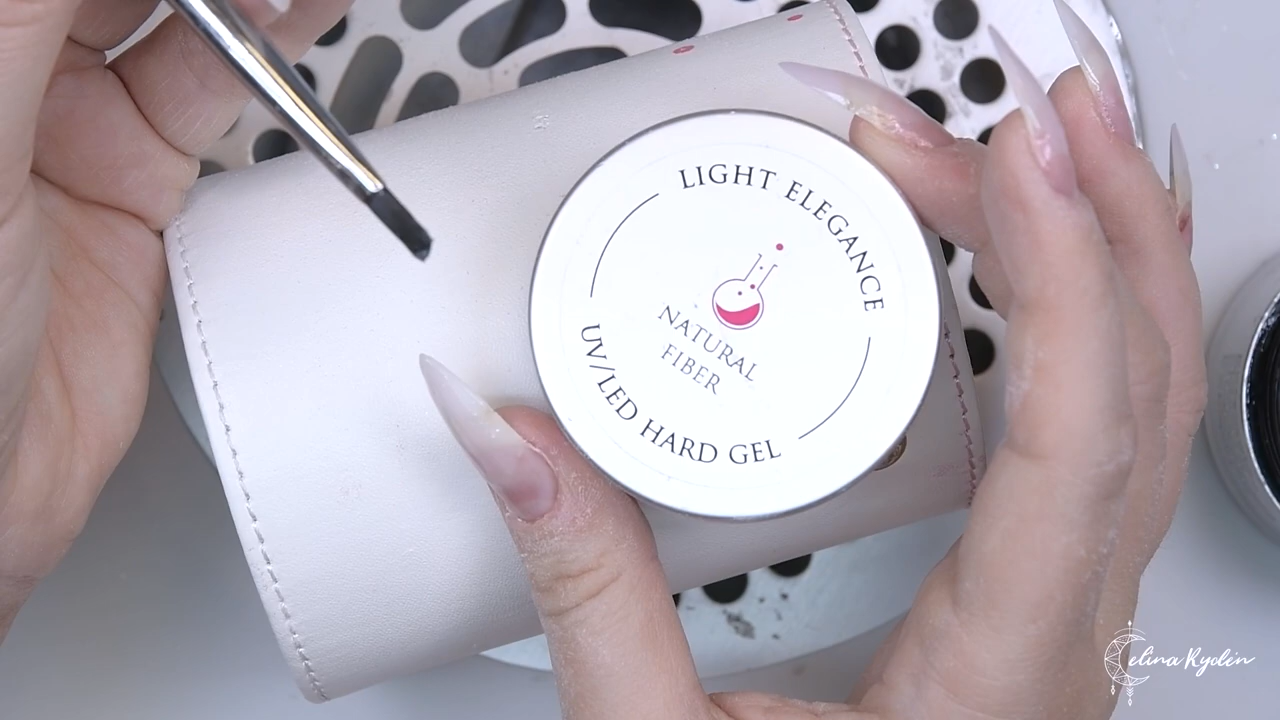 LIGHT ELEGANCE
NATURAL
FIBER
UV/LED HARD GEL
Celina Rydén